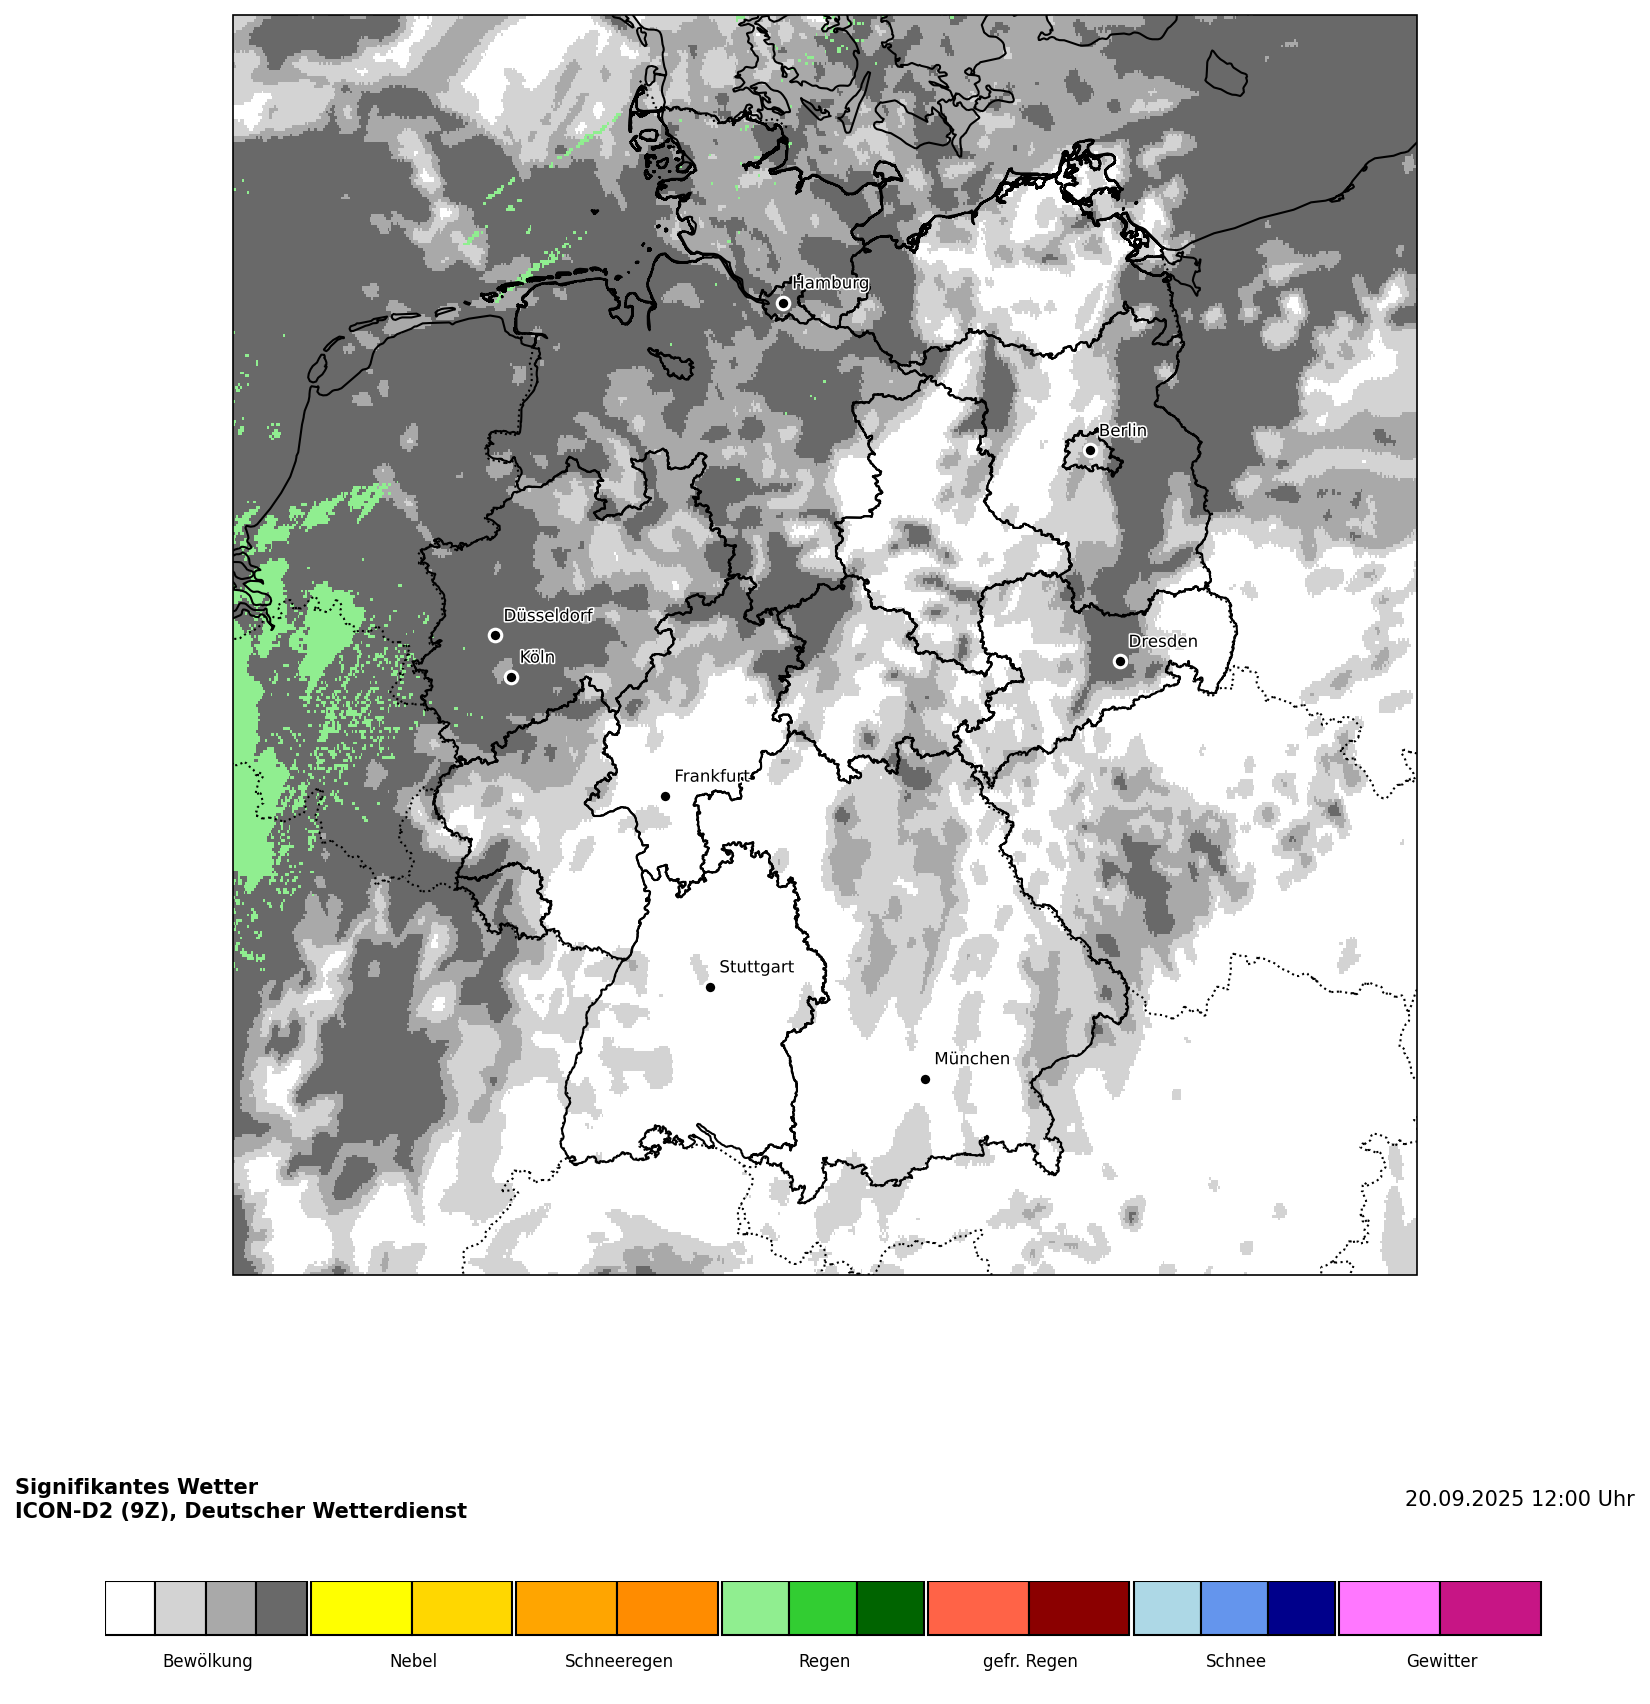 Hamburg
Berlin
Düsseldorf
Dresden
Köln
Frankfurt
Stuttgart
München
Signifikantes Wetter
ICON-D2 (9Z), Deutscher Wetterdienst
20.09.2025 12:00 Uhr
Bewölkung Nebel Schneeregen Regen gefr. Regen Schnee Gewitter